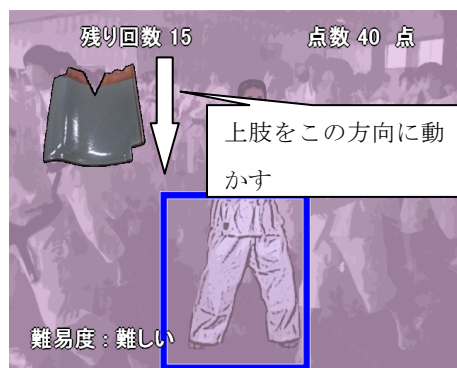 残り回数 15
点数 40 点
上肢をこの方向に動
かす
難易度：難しい